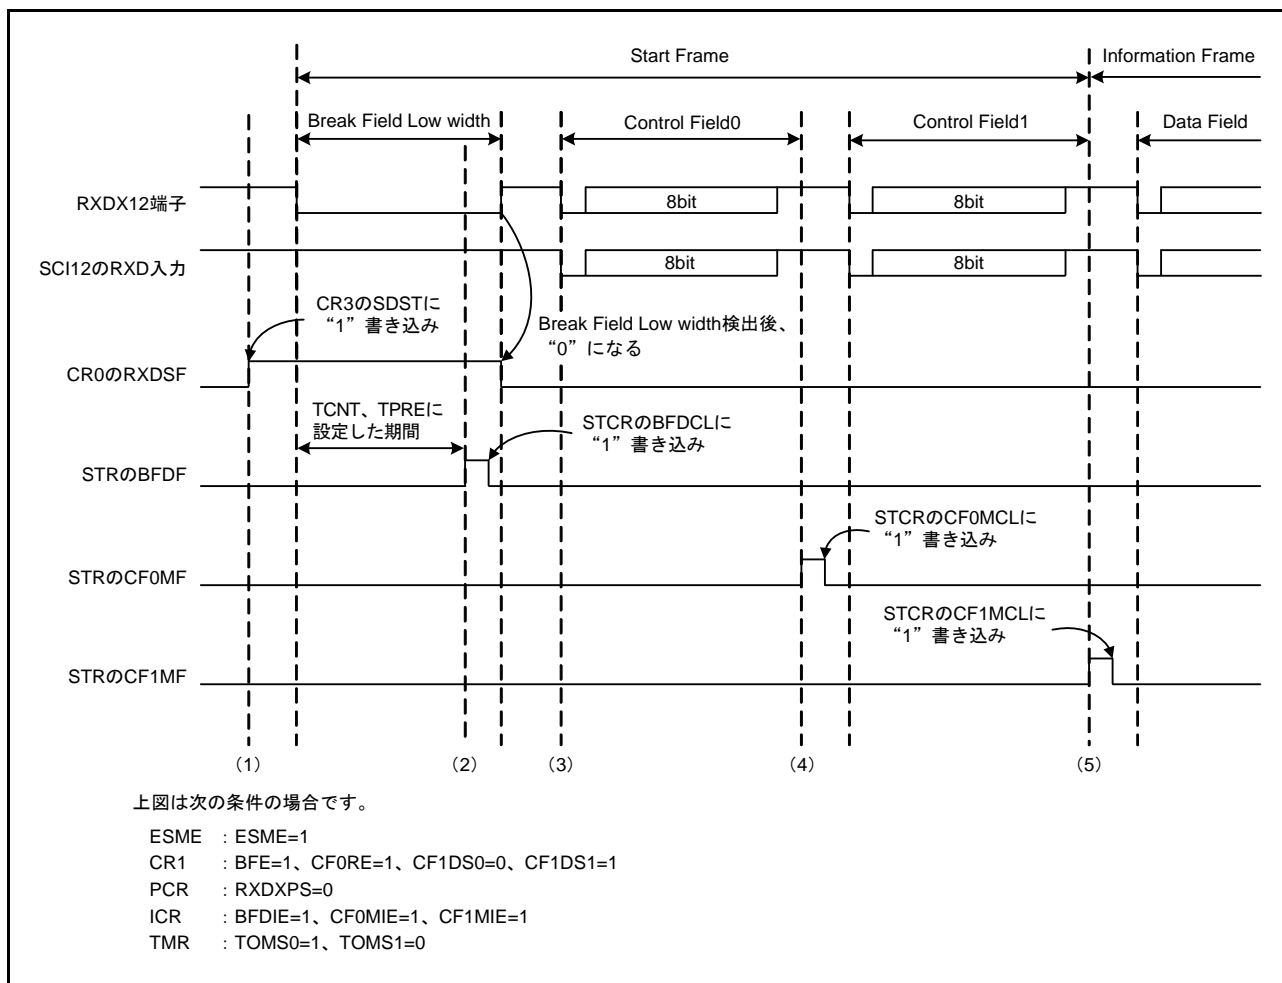 Start Frame
Information Frame
Break Field Low width
Control Field0
Control Field1
Data Field
RXDX12端子
8bit
8bit
SCI12のRXD入力
8bit
8bit
CR3のSDSTに
“1”書き込み
Break Field Low width検出後、
“0”になる
CR0のRXDSF
TCNT、TPREに
設定した期間
STCRのBFDCLに
“1”書き込み
STRのBFDF
STCRのCF0MCLに
“1”書き込み
STRのCF0MF
STCRのCF1MCLに
“1”書き込み
STRのCF1MF
（1）
（2）
（3）
（4）
（5）
上図は次の条件の場合です。
ESME : ESME=1
CR1 : BFE=1、CF0RE=1、CF1DS0=0、CF1DS1=1
PCR : RXDXPS=0
ICR : BFDIE=1、CF0MIE=1、CF1MIE=1
TMR : TOMS0=1、TOMS1=0